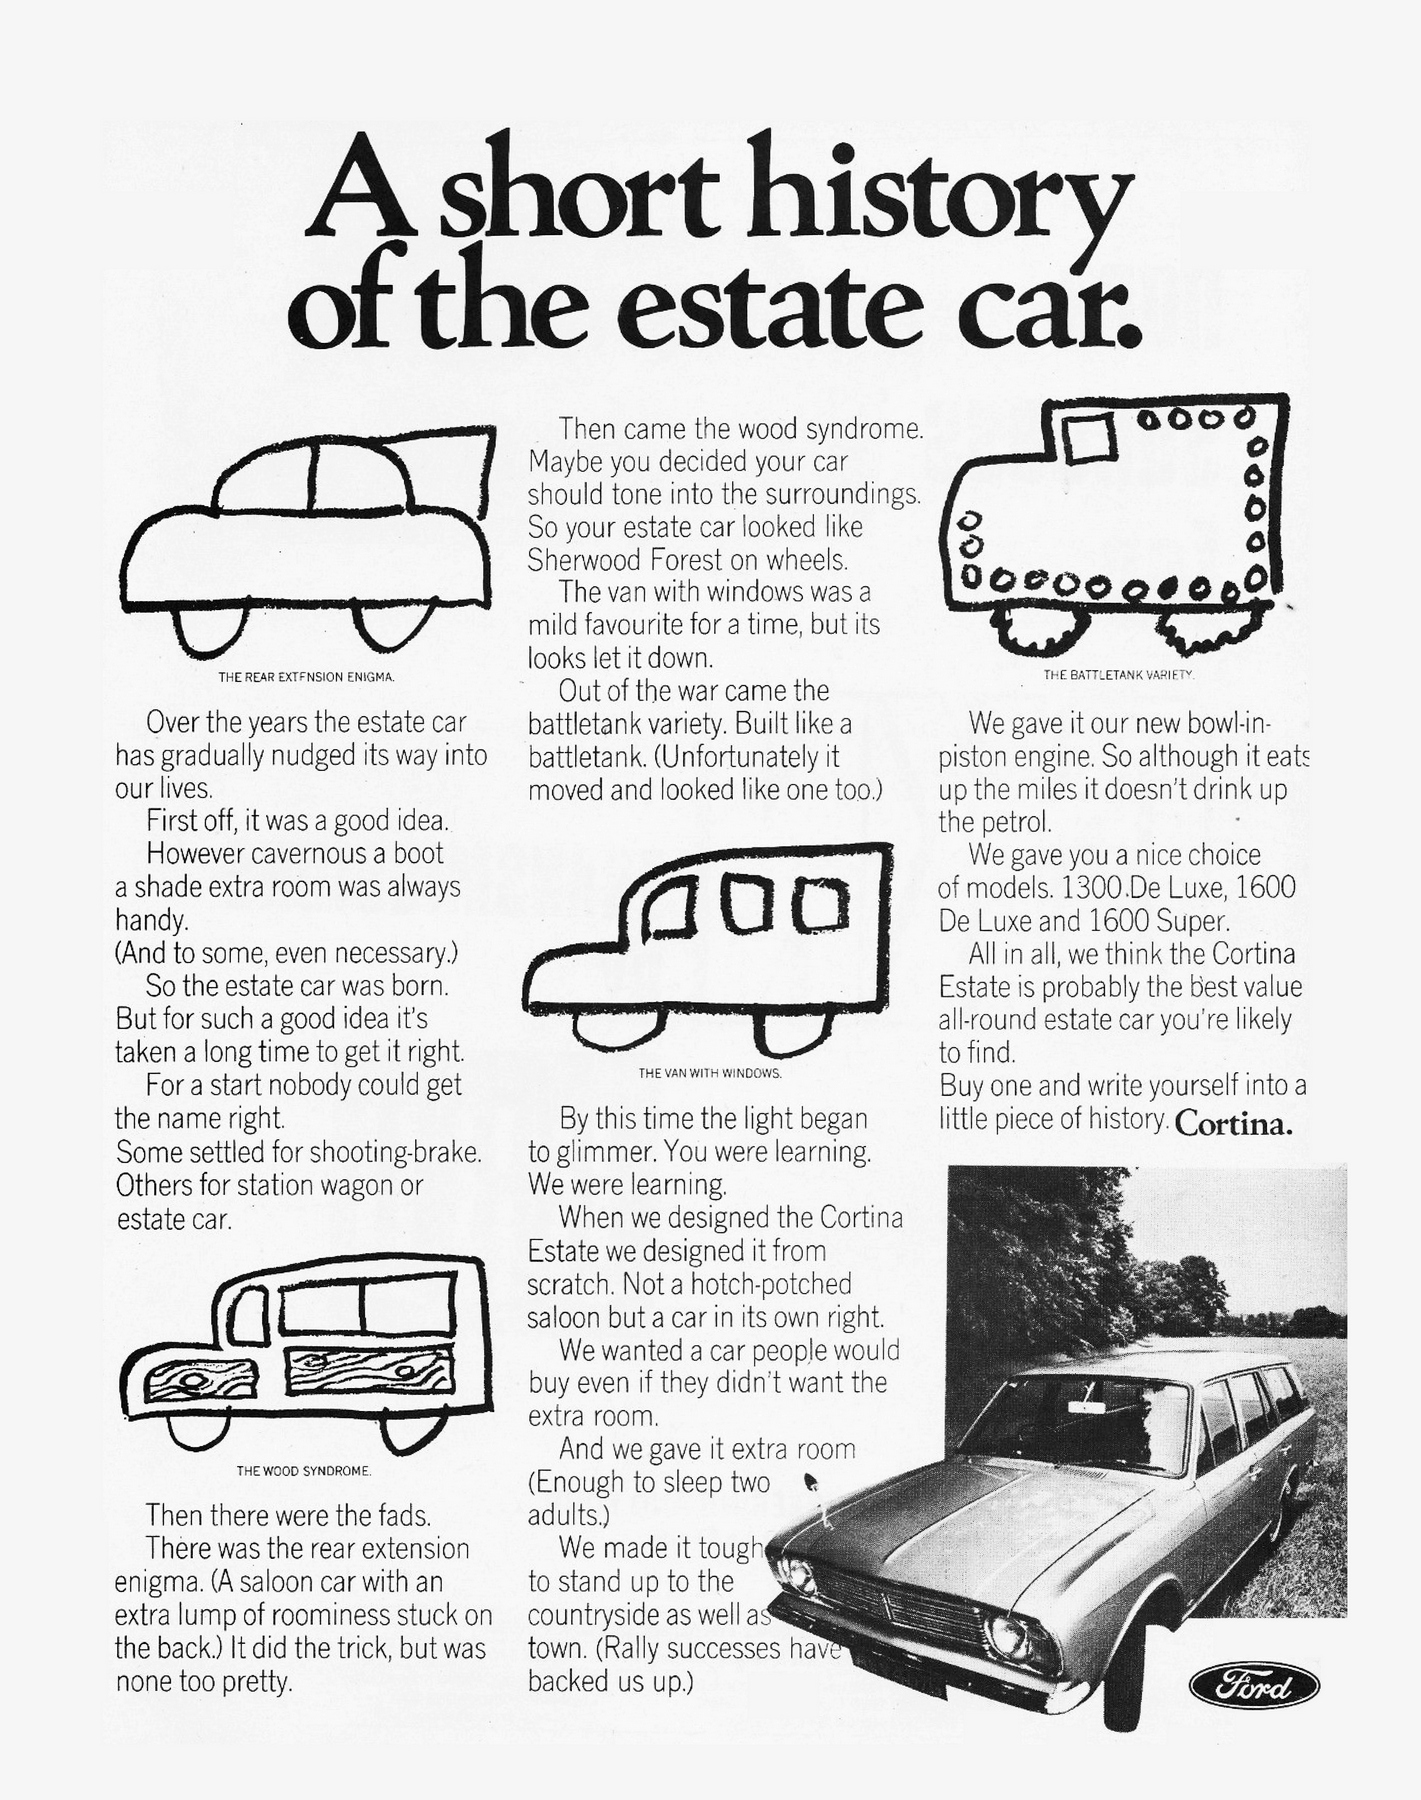 A short history
of the estate car.
THE REAR EXTENSION ENIGMA.
Over the years the estate car
has gradually nudged its way into
our lives.
First off, it was a good idea.
However cavernous a boot
a shade extra room was always
handy.
(And to some, even necessary.)
So the estate car was born.
But for such a good idea it's
taken a long time to get it right.
For a start nobody could get
the name right.
Some settled for shooting-brake.
Others for station wagon or
estate car.
THE WOOD SYNDROME.
Then there were the fads.
There was the rear extension
enigma. (A saloon car with an
extra lump of roominess stuck on
the back.) It did the trick, but was
none too pretty.
Then came the wood syndrome.
Maybe you decided your car
should tone into the surroundings.
So your estate car looked like
Sherwood Forest on wheels.
The van with windows was a
mild favourite for a time, but its
looks let it down.
Out of the war came the
battletank variety. Built like a
battletank. (Unfortunately it
moved and looked like one too.)
THE VAN WITH WINDOWS.
By this time the light began
to glimmer. You were learning.
We were learning.
When we designed the Cortina
Estate we designed it from
scratch. Not a hotch-potched
saloon but a car in its own right.
We wanted a car people would
buy even if they didn't want the
extra room.
And we gave it extra room
(Enough to sleep two
adults.)
We made it tough
to stand up to the
countryside as well as
town. (Rally successes have
backed us up.)
THE BATTLETANK VARIETY.
We gave it our new bowl-in-
piston engine. So although it eats
up the miles it doesn't drink up
the petrol.
We gave you a nice choice
of models. 1300 De Luxe, 1600
De Luxe and 1600 Super.
All in all, we think the Cortina
Estate is probably the best value
all-round estate car you're likely
to find.
Buy one and write yourself into a
little piece of history. Cortina.
Ford